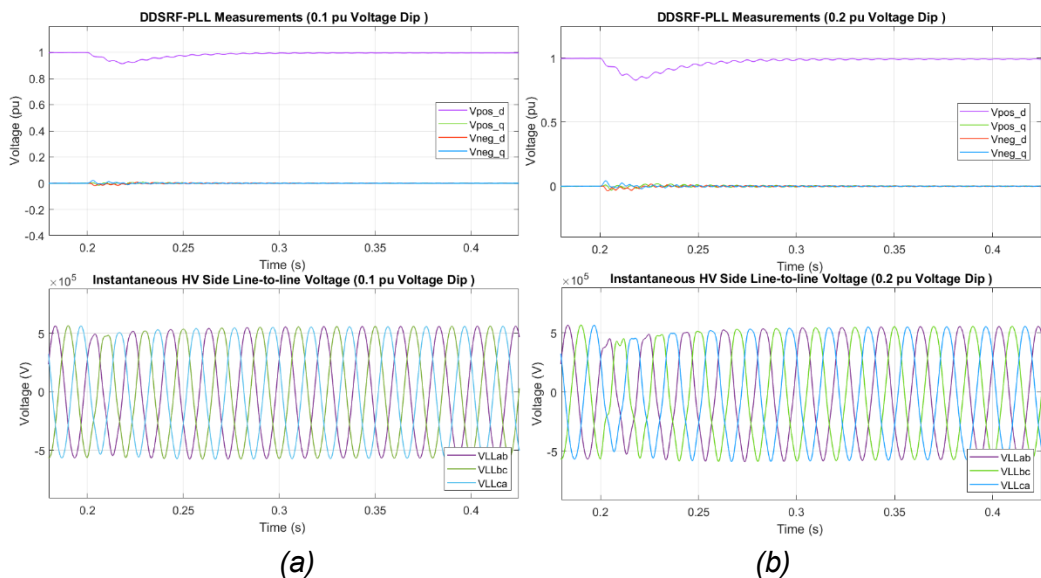 DDSRF-PLL Measurements (0.1 pu Voltage Dip )
1
0.8
0.6
0.4
0.2
0
-0.2
-0.4
Voltage (pu)
Vpos_d
Vpos_q
Vneg_d
Vneg_q
0.2 0.25 0.3 0.35 0.4
Time (s)
Instantaneous HV Side Line-to-line Voltage (0.1 pu Voltage Dip )
×10⁵
5
0
-5
Voltage (V)
VLLab
VLLbc
VLLca
0.2 0.25 0.3 0.35 0.4
Time (s)
(a)
DDSRF-PLL Measurements (0.2 pu Voltage Dip )
1
0.5
0
Voltage (pu)
Vpos_d
Vpos_q
Vneg_d
Vneg_q
0.2 0.25 0.3 0.35 0.4
Time (s)
Instantaneous HV Side Line-to-line Voltage (0.2 pu Voltage Dip )
×10⁵
5
0
-5
Voltage (V)
VLLab
VLLbc
VLLca
0.2 0.25 0.3 0.35 0.4
Time (s)
(b)